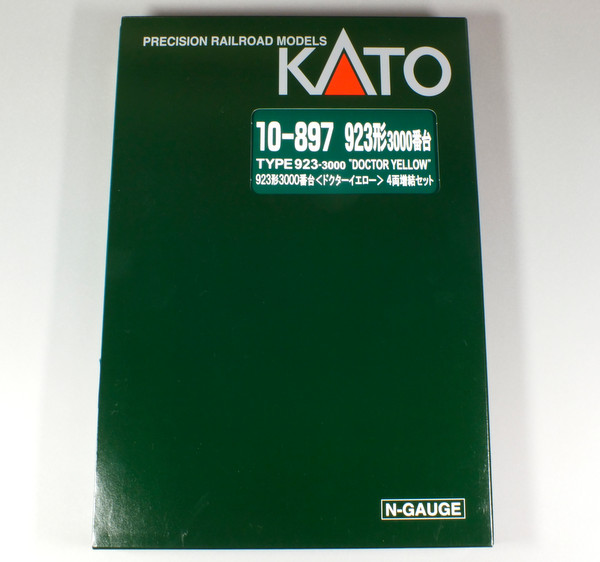 PRECISION RAILROAD MODELS
KATO
10-897 923形3000番台
TYPE 923-3000 "DOCTOR YELLOW"
923形3000番台<ドクターイエロー> 4両増結セット
N-GAUGE